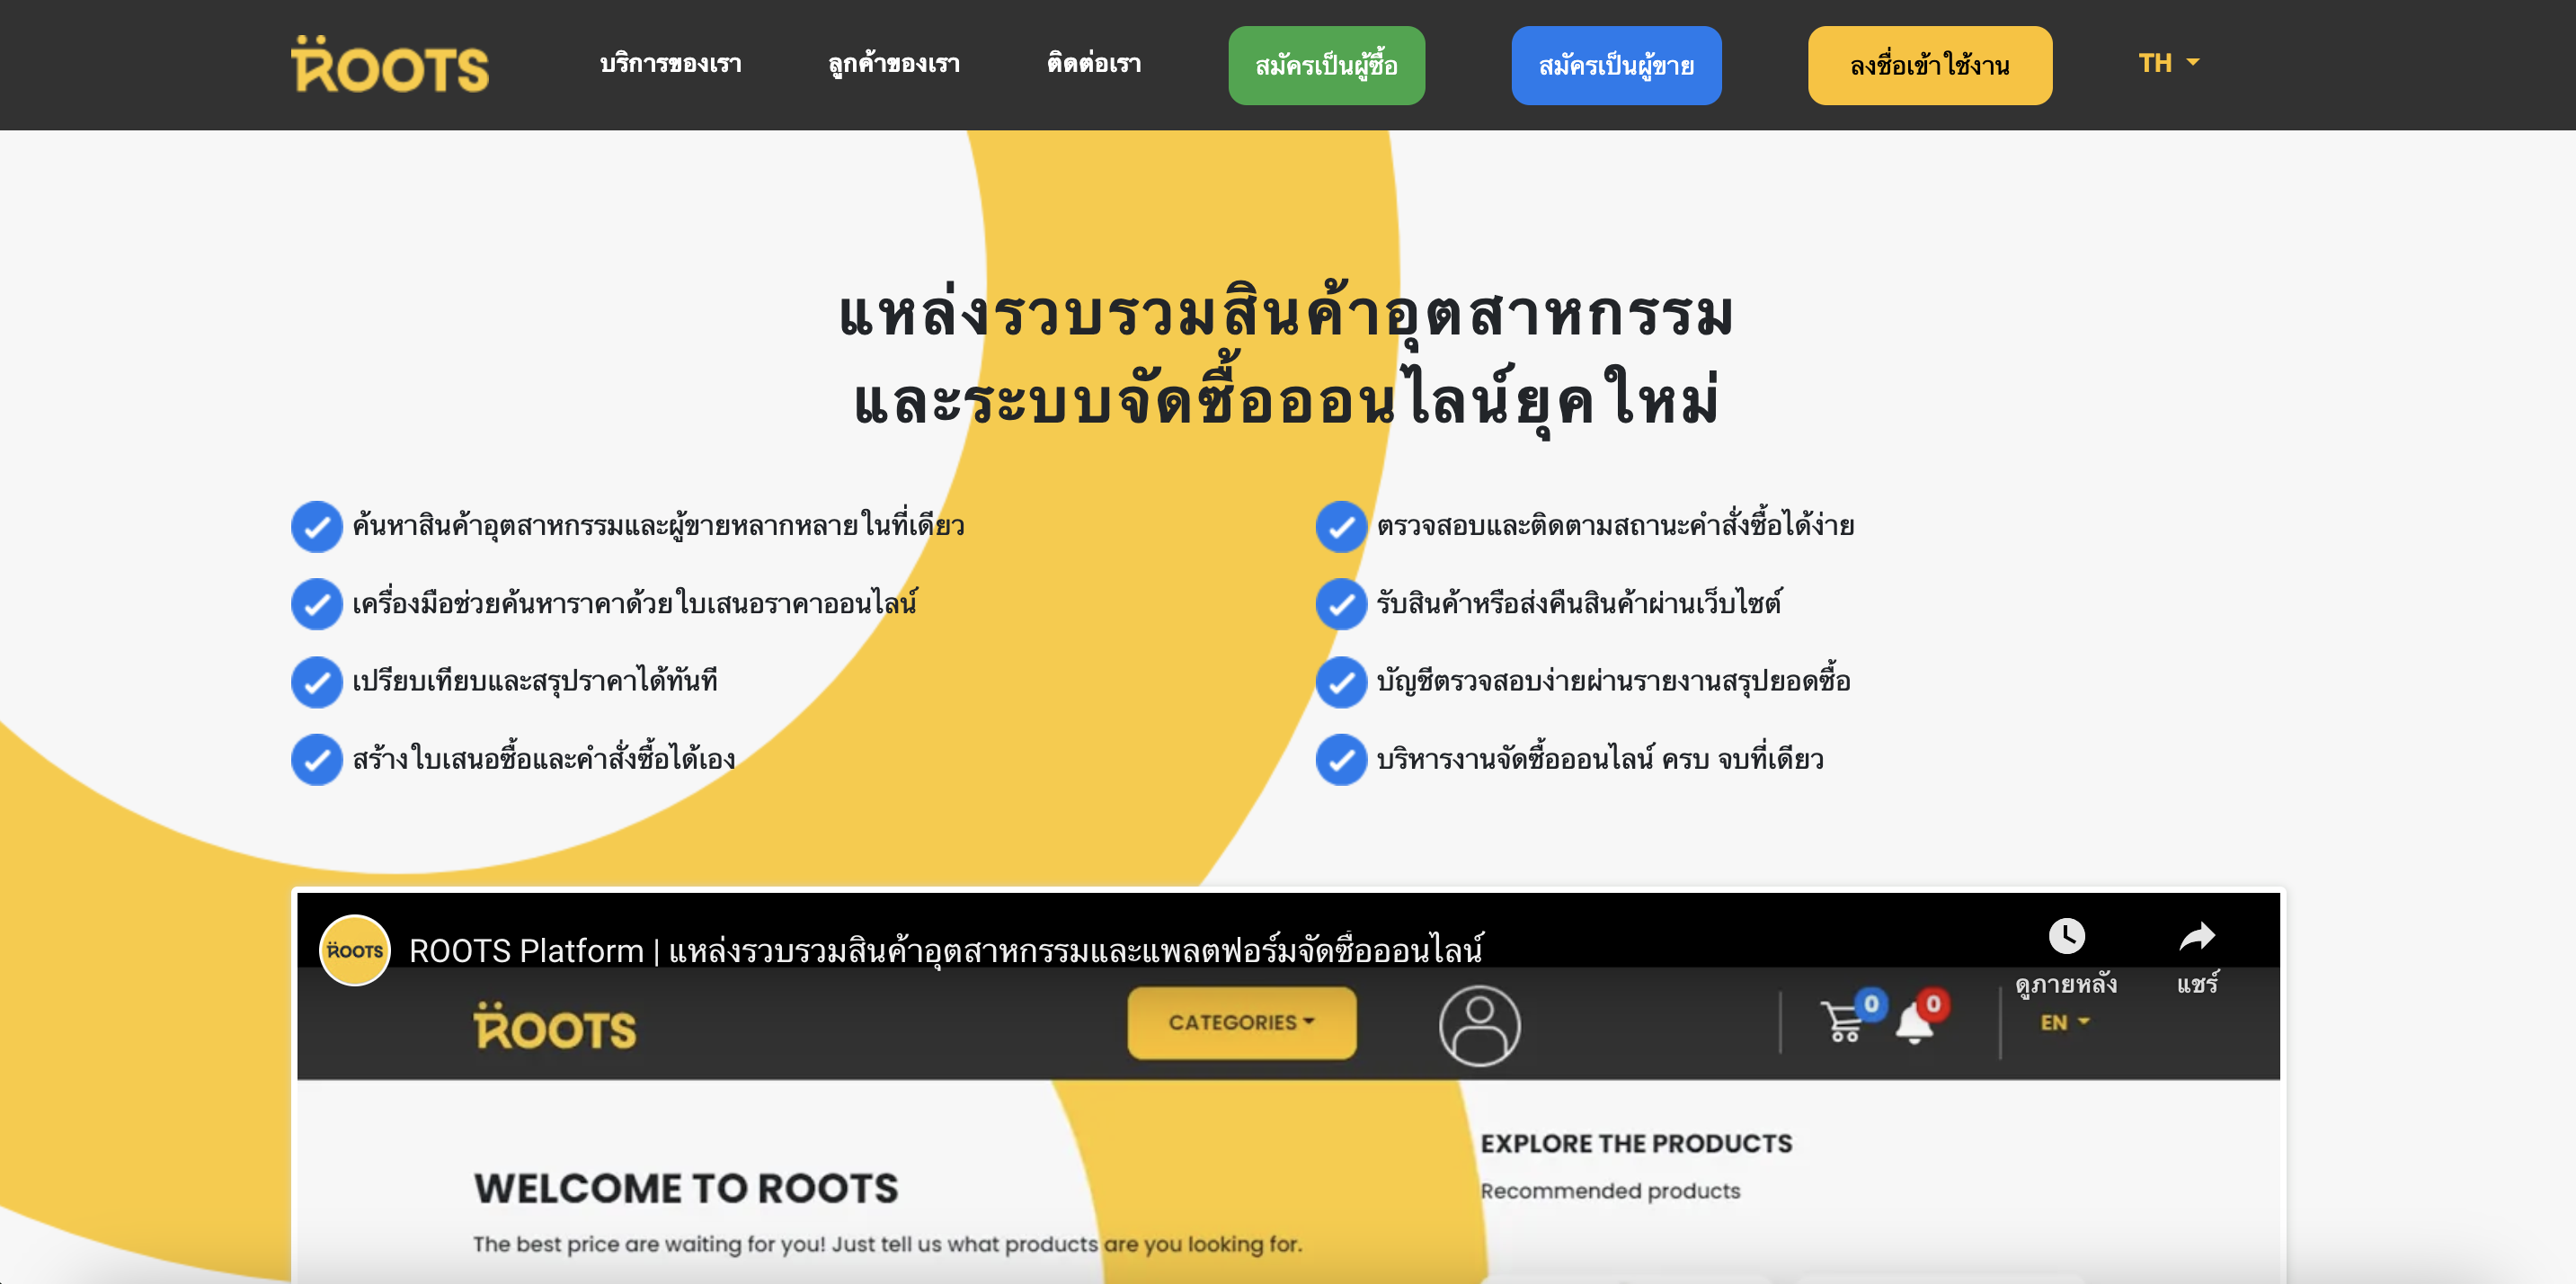 ROOTS
บริการของเรา
ลูกค้าของเรา
ติดต่อเรา
สมัครเป็นผู้ซื้อ
สมัครเป็นผู้ขาย
ลงชื่อเข้าใช้งาน
TH
แหล่งรวบรวมสินค้าอุตสาหกรรม
และระบบจัดซื้อออนไลน์ยุคใหม่
ค้นหาสินค้าอุตสาหกรรมและผู้ขายหลากหลายในที่เดียว
เครื่องมือช่วยค้นหาราคาด้วยใบเสนอราคาออนไลน์
เปรียบเทียบและสรุปราคาได้ทันที
สร้างใบเสนอซื้อและคำสั่งซื้อได้เอง
ตรวจสอบและติดตามสถานะคำสั่งซื้อได้ง่าย
รับสินค้าหรือส่งคืนสินค้าผ่านเว็บไซต์
บัญชีตรวจสอบง่ายผ่านรายงานสรุปยอดซื้อ
บริหารงานจัดซื้อออนไลน์ ครบ จบที่เดียว
ROOTS
ROOTS Platform | แหล่งรวบรวมสินค้าอุตสาหกรรมและแพลตฟอร์มจัดซื้อออนไลน์
ดูภายหลัง
แชร์
ROOTS
CATEGORIES
0
0
EN
WELCOME TO ROOTS
The best price are waiting for you! Just tell us what products are you looking for.
EXPLORE THE PRODUCTS
Recommended products